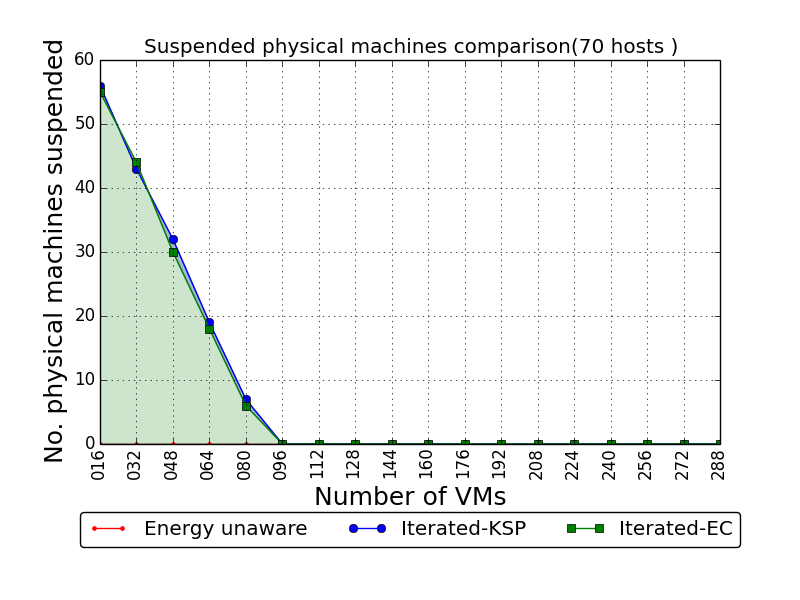 Suspended physical machines comparison(70 hosts )
No. physical machines suspended
60
50
40
30
20
10
0
016 032 048 064 080 096 112 128 144 160 176 192 208 224 240 256 272 288
Number of VMs
Energy unaware Iterated-KSP Iterated-EC